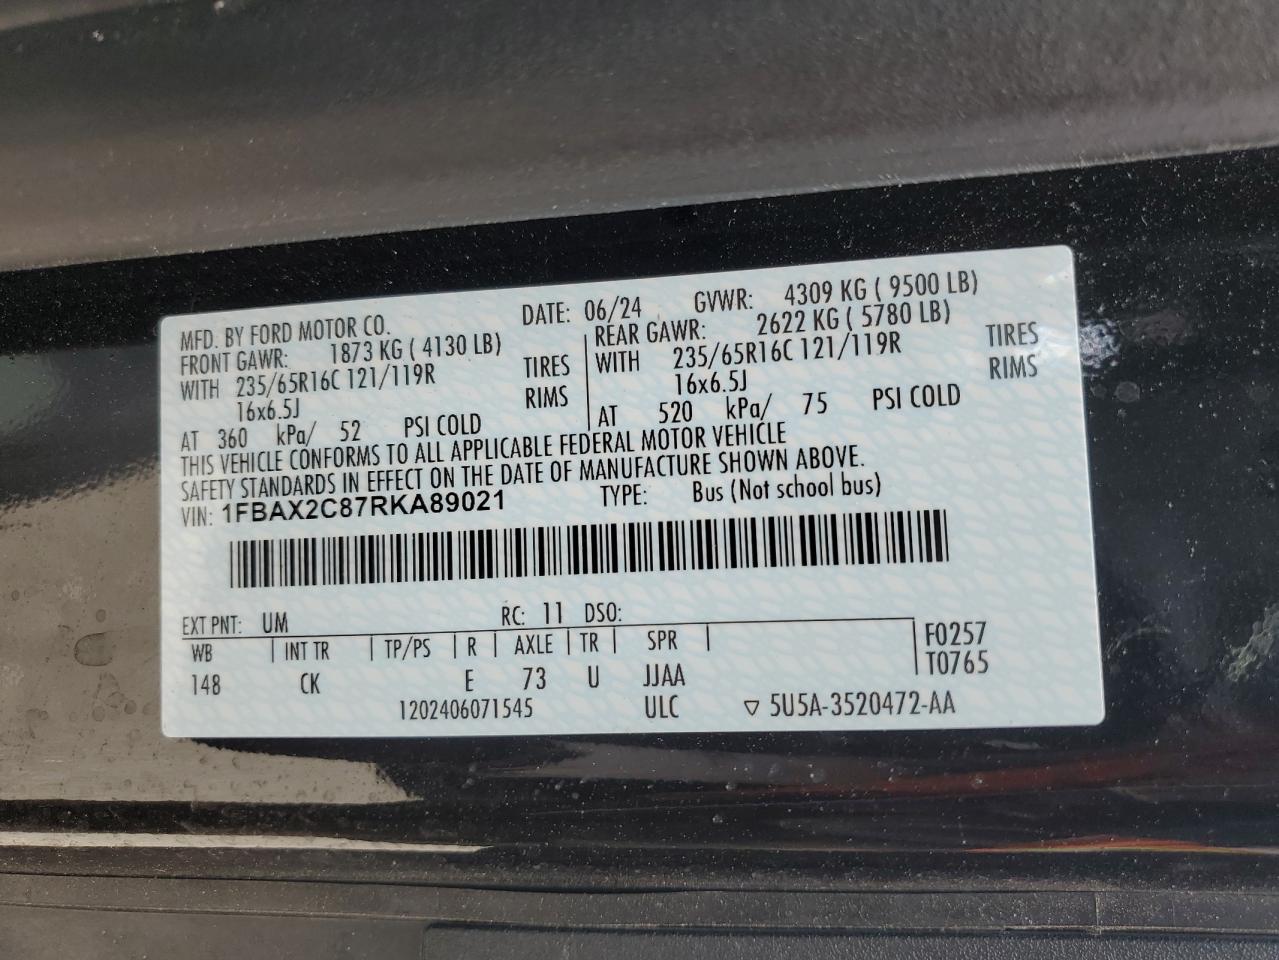 MFD. BY FORD MOTOR CO. DATE: 06/24 GVWR: 4309 KG ( 9500 LB)
FRONT GAWR: 1873 KG ( 4130 LB) REAR GAWR: 2622 KG ( 5780 LB)
WITH 235/65R16C 121/119R TIRES WITH 235/65R16C 121/119R TIRES
16x6.5J RIMS 16x6.5J RIMS
AT 360 kPa/ 52 PSI COLD AT 520 kPa/ 75 PSI COLD
THIS VEHICLE CONFORMS TO ALL APPLICABLE FEDERAL MOTOR VEHICLE
SAFETY STANDARDS IN EFFECT ON THE DATE OF MANUFACTURE SHOWN ABOVE.
VIN: 1FBAX2C87RKA89021 TYPE: Bus (Not school bus)
EXT PNT: UM RC: 11 DSO:
WB INT TR TP/PS R AXLE TR SPR F0257
148 CK E 73 U JJAA T0765
1202406071545 ULC ▽ 5U5A-3520472-AA